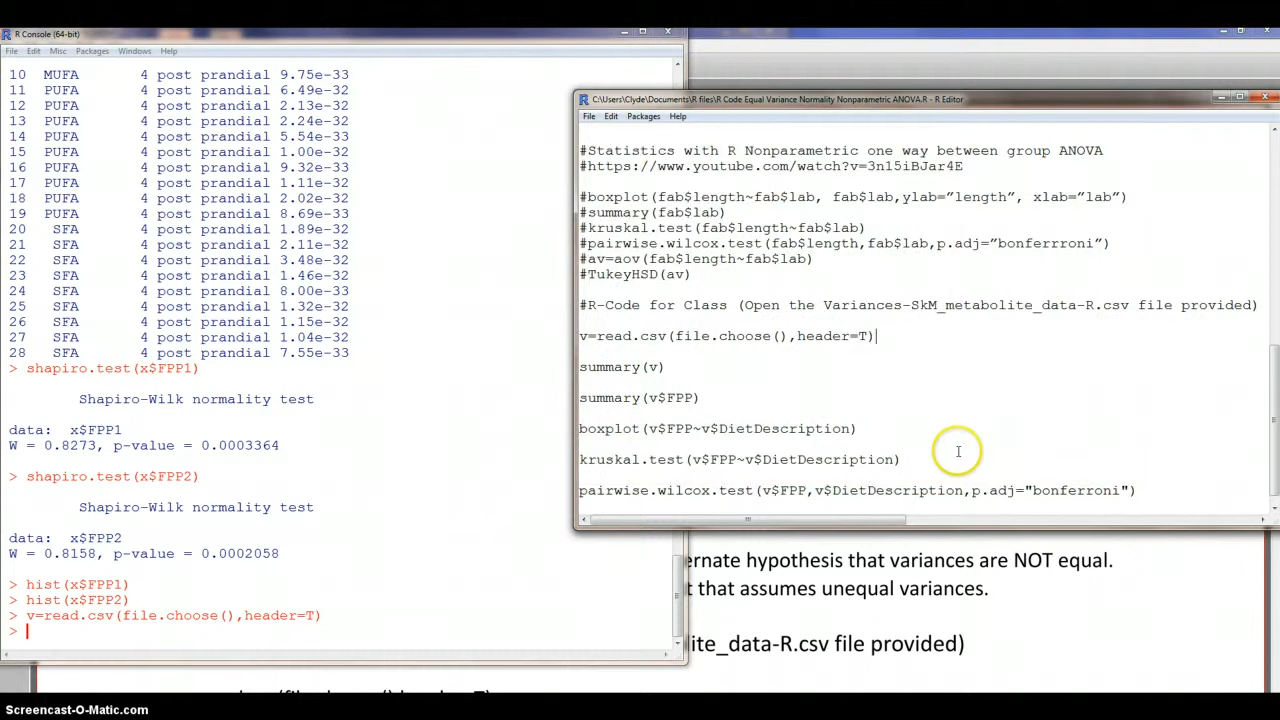 R Console (64-bit)
File Edit Misc Packages Windows Help
10 MUFA 4 post prandial 9.75e-33
11 PUFA 4 post prandial 6.49e-32
12 PUFA 4 post prandial 2.13e-32
13 PUFA 4 post prandial 2.24e-32
14 PUFA 4 post prandial 5.54e-33
15 PUFA 4 post prandial 1.00e-32
16 PUFA 4 post prandial 9.32e-33
17 PUFA 4 post prandial 1.11e-32
18 PUFA 4 post prandial 2.02e-32
19 PUFA 4 post prandial 8.69e-33
20 SFA 4 post prandial 1.89e-32
21 SFA 4 post prandial 2.11e-32
22 SFA 4 post prandial 3.48e-32
23 SFA 4 post prandial 1.46e-32
24 SFA 4 post prandial 8.00e-33
25 SFA 4 post prandial 1.32e-32
26 SFA 4 post prandial 1.15e-32
27 SFA 4 post prandial 1.04e-32
28 SFA 4 post prandial 7.55e-33
> shapiro.test(x$FPP1)
Shapiro-Wilk normality test
data: x$FPP1
W = 0.8273, p-value = 0.0003364
> shapiro.test(x$FPP2)
Shapiro-Wilk normality test
data: x$FPP2
W = 0.8158, p-value = 0.0002058
> hist(x$FPP1)
> hist(x$FPP2)
> v=read.csv(file.choose(),header=T)
>
C:\Users\Clyde\Documents\R files\R Code Equal Variance Normality Nonparametric ANOVA.R - R Editor
File Edit Packages Help
#Statistics with R Nonparametric one way between group ANOVA
#https://www.youtube.com/watch?v=3n15iBJar4E
#boxplot(fab$length~fab$lab, fab$lab,ylab=”length”, xlab=”lab”)
#summary(fab$lab)
#kruskal.test(fab$length~fab$lab)
#pairwise.wilcox.test(fab$length,fab$lab,p.adj=”bonferrroni”)
#av=aov(fab$length~fab$lab)
#TukeyHSD(av)
#R-Code for Class (Open the Variances-SkM_metabolite_data-R.csv file provided)
v=read.csv(file.choose(),header=T)
summary(v)
summary(v$FPP)
boxplot(v$FPP~v$DietDescription)
kruskal.test(v$FPP~v$DietDescription)
pairwise.wilcox.test(v$FPP,v$DietDescription,p.adj="bonferroni")
ernate hypothesis that variances are NOT equal.
t that assumes unequal variances.
lite_data-R.csv file provided)
Screencast-O-Matic.com